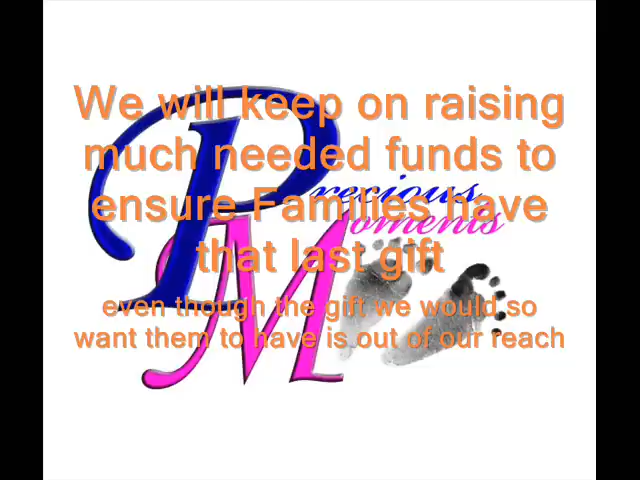 We will keep on raising
much needed funds to
ensure Families have
that last gift
even though the gift we would so
want them to have is out of our reach
Precious
Moments